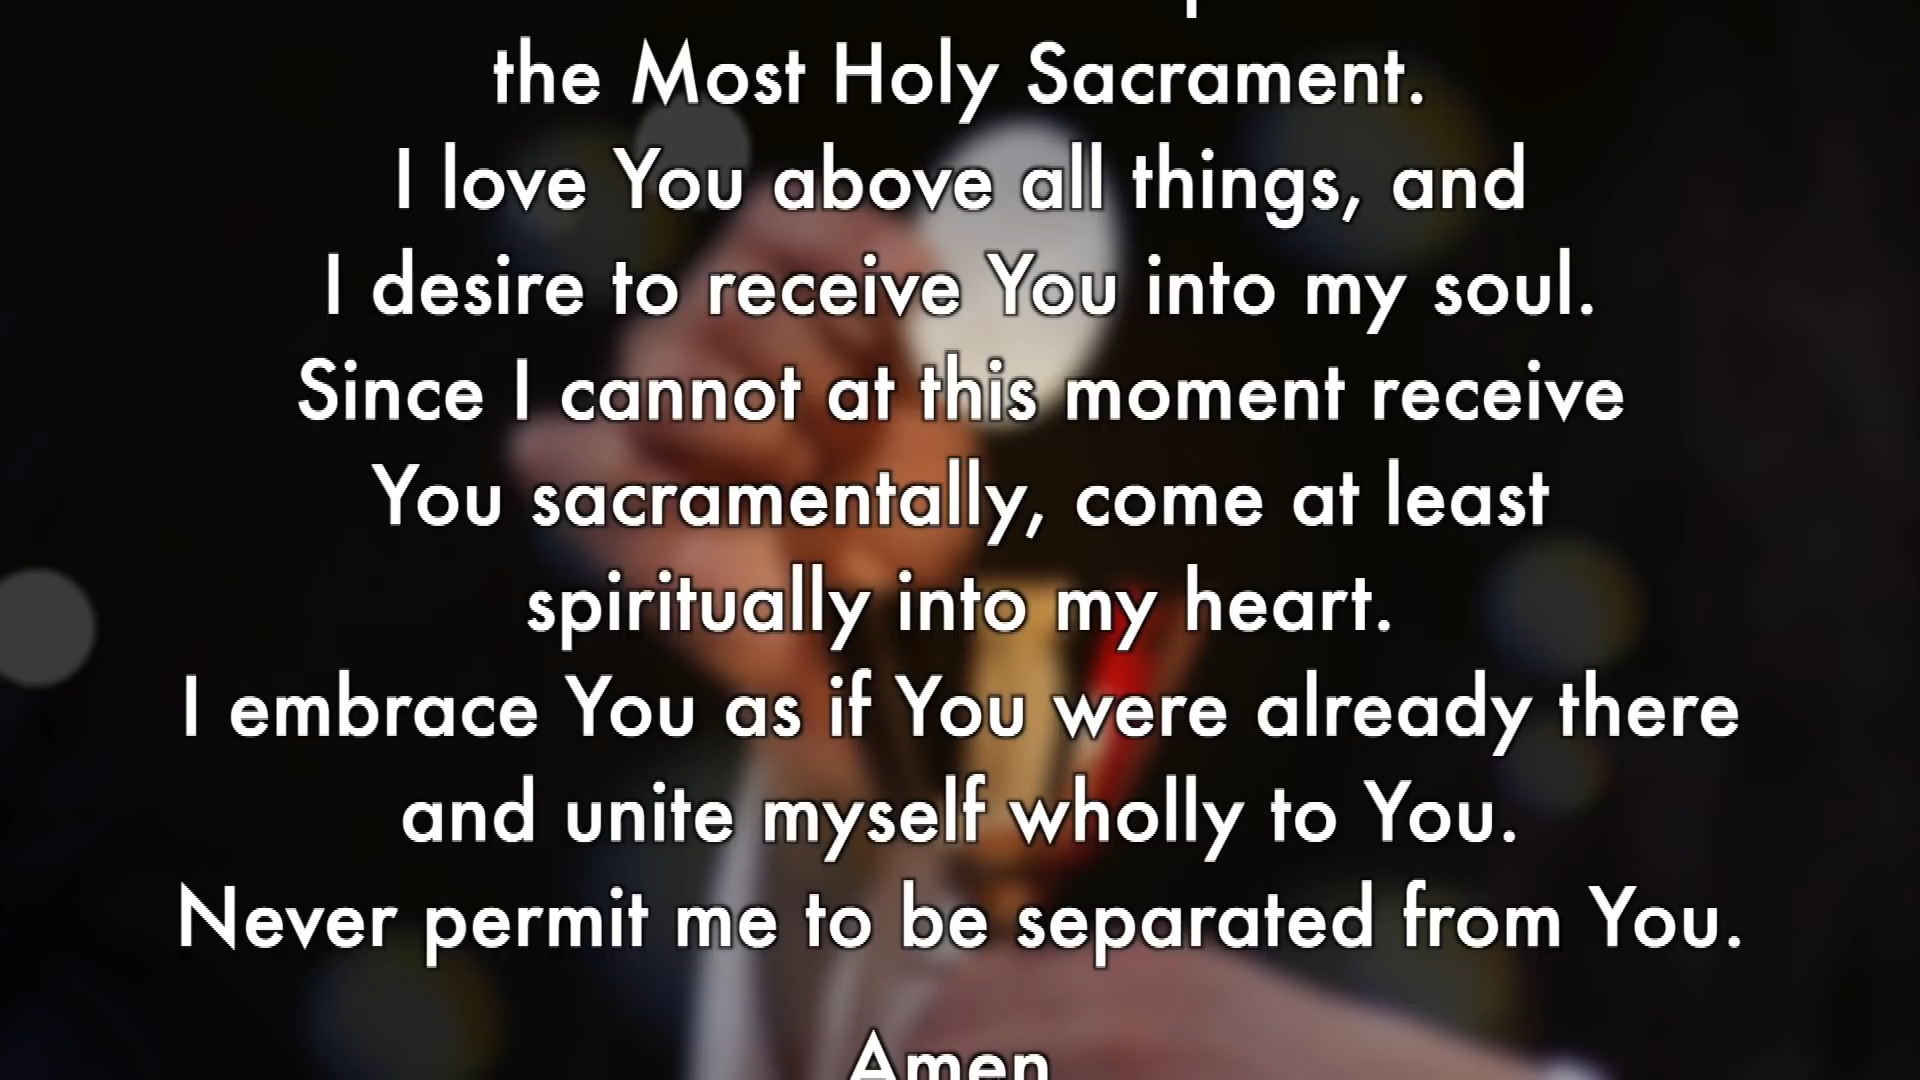 the Most Holy Sacrament.
I love You above all things, and
I desire to receive You into my soul.
Since I cannot at this moment receive
You sacramentally, come at least
spiritually into my heart.
I embrace You as if You were already there
and unite myself wholly to You.
Never permit me to be separated from You.
Amen